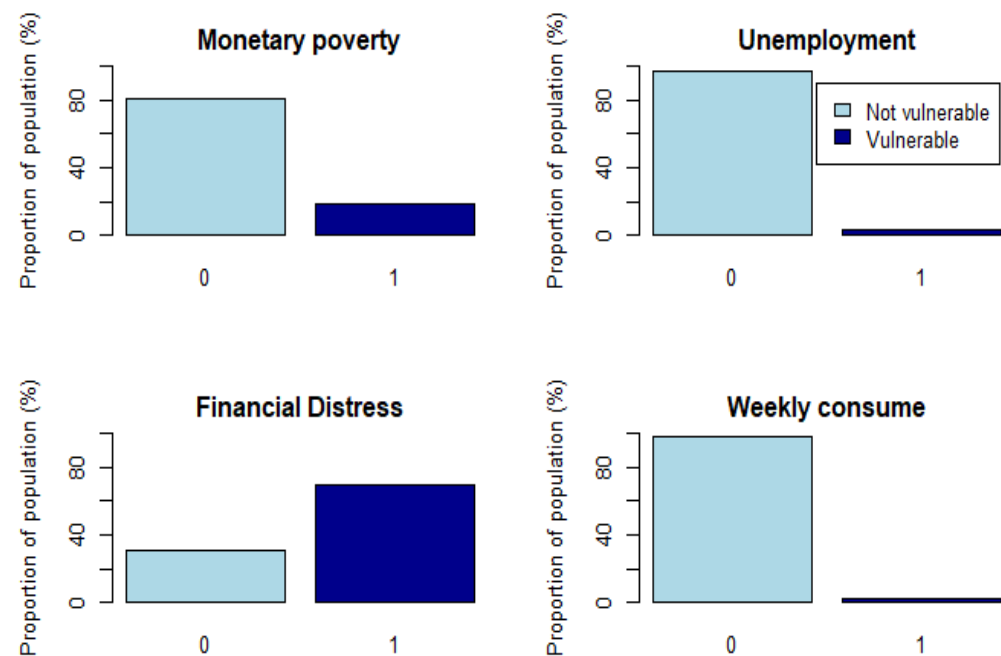 Monetary poverty
Proportion of population (%)
80
40
0
0 1
Unemployment
Proportion of population (%)
80
40
0
Not vulnerable
Vulnerable
0 1
Financial Distress
Proportion of population (%)
80
40
0
0 1
Weekly consume
Proportion of population (%)
80
40
0
0 1